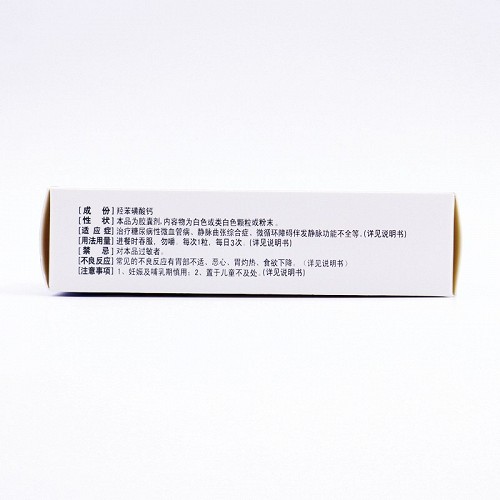 [成 份] 羟苯磺酸钙
[性 状] 本品为胶囊剂,内容物为白色或类白色颗粒或粉末。
[适 应 症] 治疗糖尿病性微血管病、静脉曲张综合症、微循环障碍伴发静脉功能不全等。(详见说明书)
[用法用量] 进餐时吞服, 勿嚼。每次1粒, 每日3次. (详见说明书)
[禁 忌] 对本品过敏者。
[不良反应] 常见的不良反应有胃部不适、恶心、胃灼热、食欲下降。(详见说明书)
[注意事项] 1、妊娠及哺乳期慎用; 2、置于儿童不及处. (详见说明书)